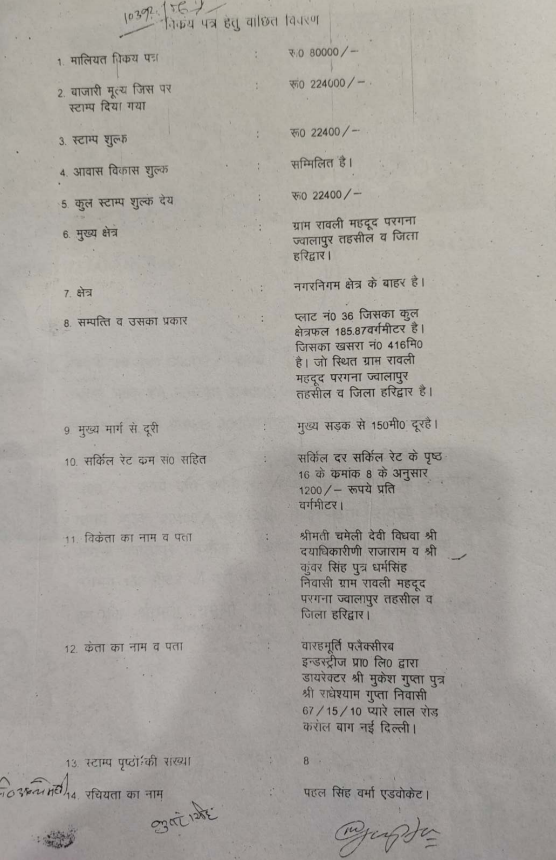 10392
विक्रय पत्र हेतु वांछित विवरण
1. मालियत विक्रय पत्र : रू0 80000/-
2. बाजारी मूल्य जिस पर : रू0 224000/-
स्टाम्प दिया गया
3. स्टाम्प शुल्क : रू0 22400/-
4. आवास विकास शुल्क : सम्मिलित है।
5. कुल स्टाम्प शुल्क देय : रू0 22400/-
6. मुख्य क्षेत्र : ग्राम रावली महदूद परगना
ज्वालापुर तहसील व जिला
हरिद्वार।
7. क्षेत्र : नगरनिगम क्षेत्र के बाहर है।
8. सम्पत्ति व उसका प्रकार : प्लाट नं0 36 जिसका कुल
क्षेत्रफल 185.87वर्गमीटर है।
जिसका खसरा नं0 416मि0
है। जो स्थित ग्राम रावली
महदूद परगना ज्वालापुर
तहसील व जिला हरिद्वार है।
9 मुख्य मार्ग से दूरी : मुख्य सडक से 150मी0 दूरहै।
10. सर्किल रेट कम सं0 सहित : सर्किल दर सर्किल रेट के पृष्ठ
16 के कमांक 8 के अनुसार
1200/- रूपये प्रति
वर्गमीटर।
11. विकेता का नाम व पता : श्रीमती चमेली देवी विधवा श्री
दयाधिकारीणी राजाराम व श्री
कुंवर सिंह पुत्र धर्मसिंह
निवासी ग्राम रावली महदूद
परगना ज्वालापुर तहसील व
जिला हरिद्वार।
12. केता का नाम व पता : वारहमूर्ति फ्लैक्सीरब
इन्डस्ट्रीज प्रा0 लि0 द्वारा
डायरेक्टर श्री मुकेश गुप्ता पुत्र
श्री राधेश्याम गुप्ता निवासी
67/15/10 प्यारे लाल रोड
करोल बाग नई दिल्ली।
13. स्टाम्प पृष्ठों की संख्या : 8
14. रचियता का नाम : पहल सिंह वर्मा एडवोकेट।